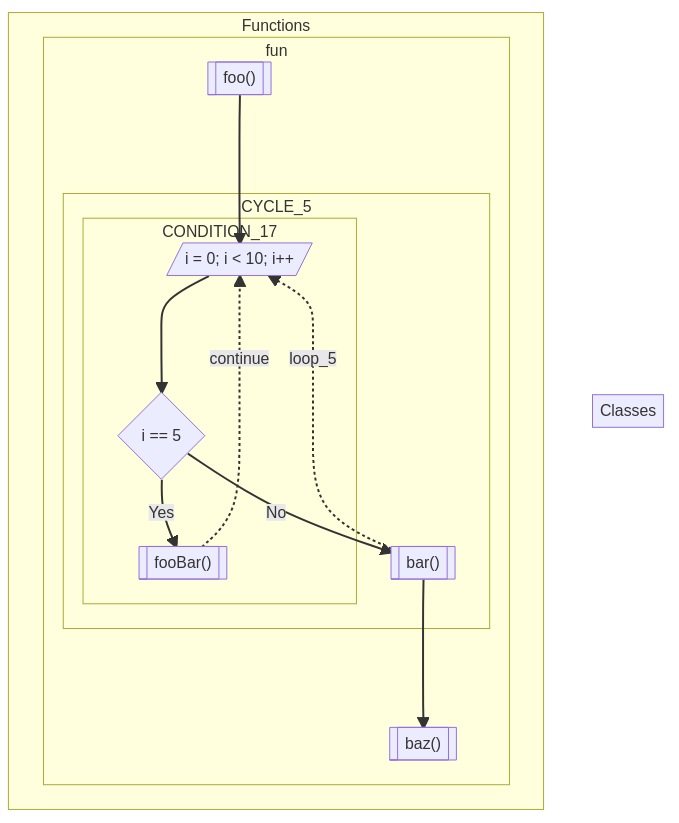 Functions
fun
foo()
CYCLE_5
CONDITION_17
i = 0; i < 10; i++
continue
loop_5
Classes
i == 5
Yes
No
fooBar()
bar()
baz()